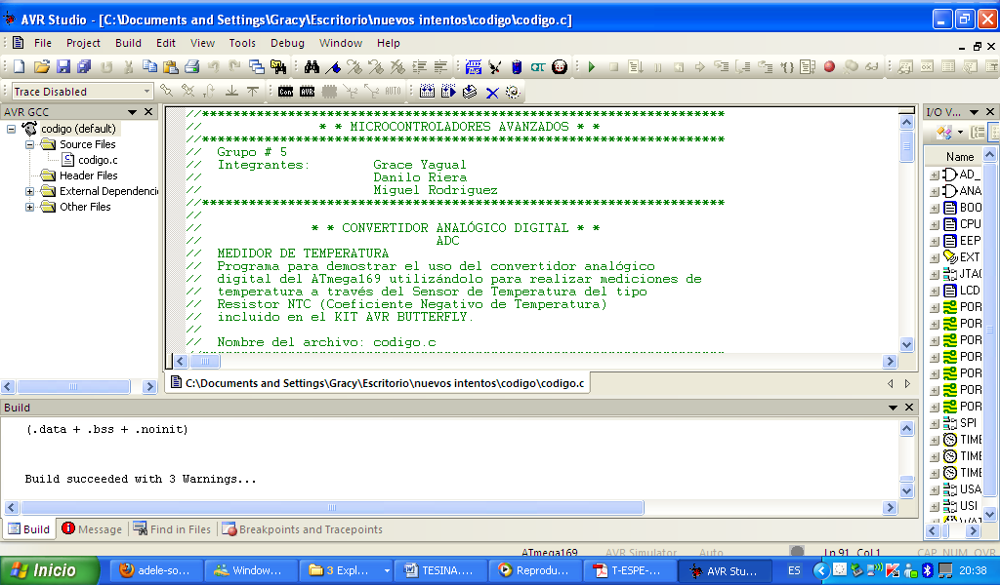 AVR Studio - [C:\Documents and Settings\Gracy\Escritorio\nuevos intentos\codigo\codigo.c]
File Project Build Edit View Tools Debug Window Help
Trace Disabled
Con AVR AUTO
AVR GCC
codigo (default)
Source Files
codigo.c
Header Files
External Dependencie
Other Files
//*******************************************************************
// * * MICROCONTROLADORES AVANZADOS * *
//*******************************************************************
// Grupo # 5
// Integrantes: Grace Yagual
// Danilo Riera
// Miguel Rodriguez
//*******************************************************************
//
// * * CONVERTIDOR ANALÓGICO DIGITAL * *
// ADC
// MEDIDOR DE TEMPERATURA
// Programa para demostrar el uso del convertidor analógico
// digital del ATmega169 utilizándolo para realizar mediciones de
// temperatura a través del Sensor de Temperatura del tipo
// Resistor NTC (Coeficiente Negativo de Temperatura)
// incluido en el KIT AVR BUTTERFLY.
//
// Nombre del archivo: codigo.c
C:\Documents and Settings\Gracy\Escritorio\nuevos intentos\codigo\codigo.c
I/O V...
Name
AD_
ANA
BOO
CPU
EEP
EXT
JTAG
LCD
POR
POR
POR
POR
POR
POR
POR
SPI
TIME
TIME
TIME
USA
USI
WAT
Build
(.data + .bss + .noinit)
Build succeeded with 3 Warnings...
Build Message Find in Files Breakpoints and Tracepoints
ATmega169 AVR Simulator Auto Ln 91, Col 1 CAP NUM OVR
Inicio adele-so... Window... 3 Expl... TESINA.... Reprodu... T-ESPE-... AVR Stu... ES 20:38